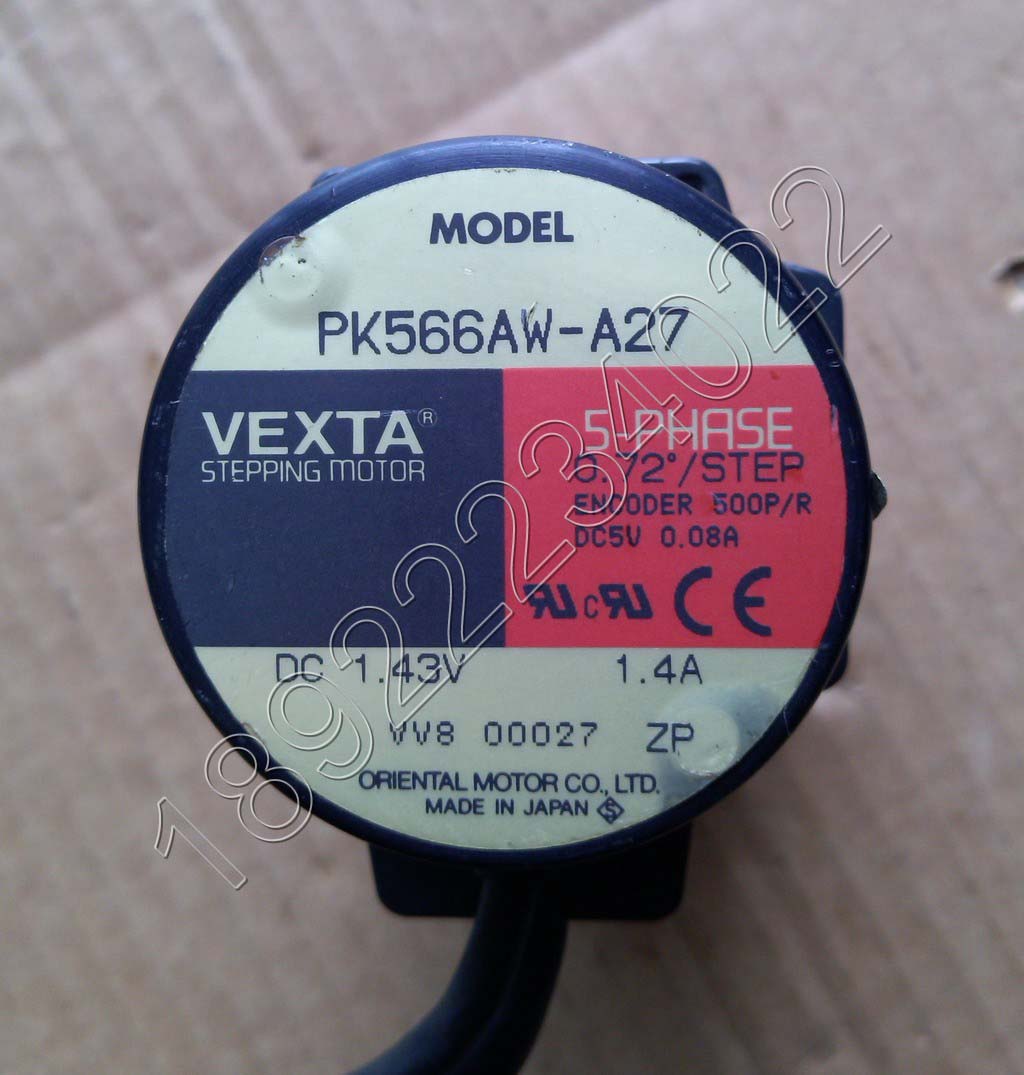 MODEL
PK566AW-A27
VEXTA®
STEPPING MOTOR
5-PHASE
0.72°/STEP
ENCODER 500P/R
DC5V 0.08A
c CE
DC 1.43V 1.4A
VV8 00027 ZP
ORIENTAL MOTOR CO., LTD.
MADE IN JAPAN S
18922234022